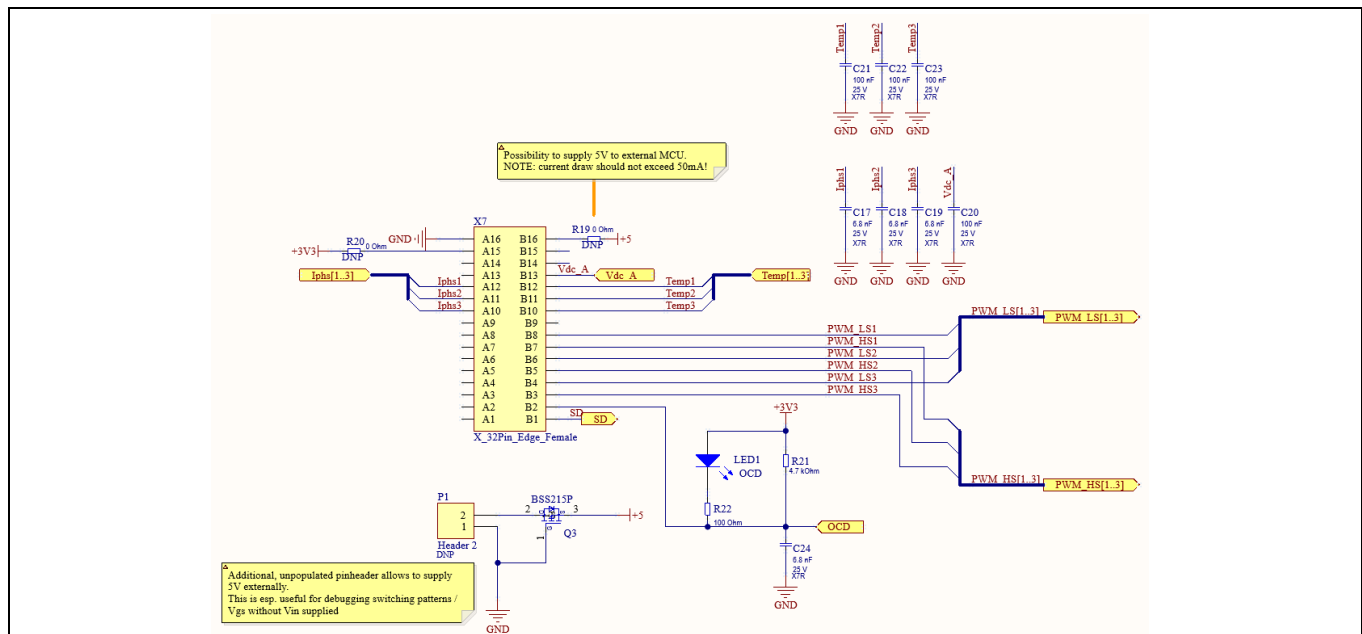 Temp1
Temp2
Temp3
C21
100 nF
25 V
X7R
C22
100 nF
25 V
X7R
C23
100 nF
25 V
X7R
GND
GND
GND
Possibility to supply 5V to external MCU.
NOTE: current draw should not exceed 50mA!
Iphs1
Iphs2
Iphs3
Vdc_A
C17
6.8 nF
25 V
X7R
C18
6.8 nF
25 V
X7R
C19
6.8 nF
25 V
X7R
C20
100 nF
25 V
X7R
GND
GND
GND
GND
X7
R19 0 Ohm
DNP
+5
GND
+3V3
R20 0 Ohm
DNP
A16 B16
A15 B15
A14 B14
A13 B13
A12 B12
A11 B11
A10 B10
A9 B9
A8 B8
A7 B7
A6 B6
A5 B5
A4 B4
A3 B3
A2 B2
A1 B1
X_32Pin_Edge_Female
Iphs[1..3]
Iphs1
Iphs2
Iphs3
Vdc_A
Vdc_A
Temp1
Temp2
Temp3
Temp[1..3]
PWM_LS1
PWM_HS1
PWM_LS2
PWM_HS2
PWM_LS3
PWM_HS3
PWM_LS[1..3]
PWM_LS[1..3]
PWM_HS[1..3]
PWM_HS[1..3]
SD
SD
+3V3
LED1
OCD
R21
4.7 kOhm
R22
100 Ohm
OCD
C24
6.8 nF
25 V
X7R
GND
P1
2
1
Header 2
DNP
BSS215P
2
3
1
Q3
+5
GND
Additional, unpopulated pinheader allows to supply
5V externally.
This is esp. useful for debugging switching patterns /
Vgs without Vin supplied